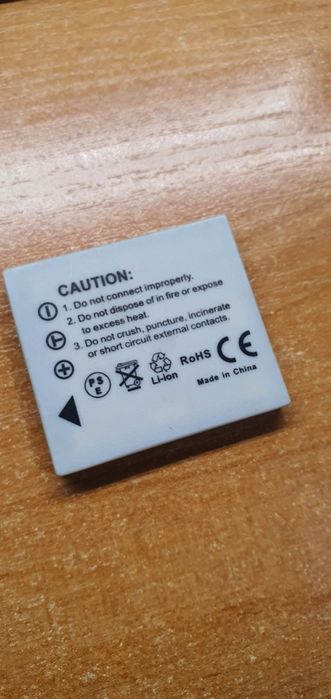 CAUTION:
1. Do not connect improperly.
2. Do not dispose of in fire or expose
to excess heat.
3. Do not crush, puncture, incinerate
or short circuit external contacts.
PS
E
Li-ion
RoHS
CE
Made in China